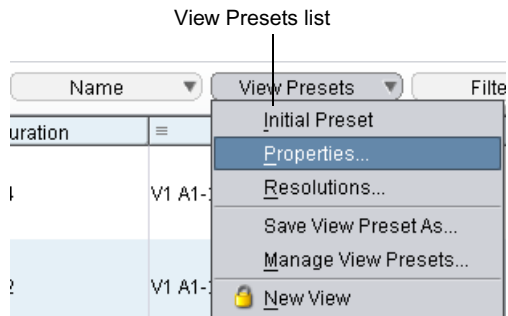 View Presets list
Name View Presets Filte
uration Initial Preset
Properties...
V1 A1- Resolutions...
Save View Preset As...
Manage View Presets...
V1 A1- New View